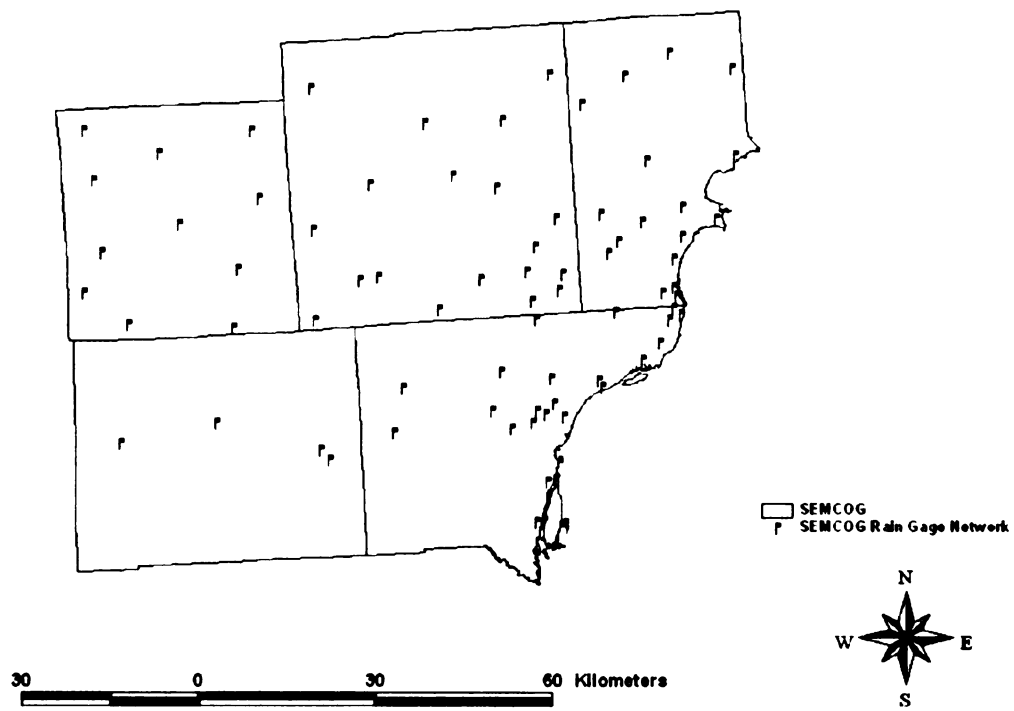 SEMCOG
SEMCOG Rain Gage Network
N
W E
S
30 0 30 60 Kilometers